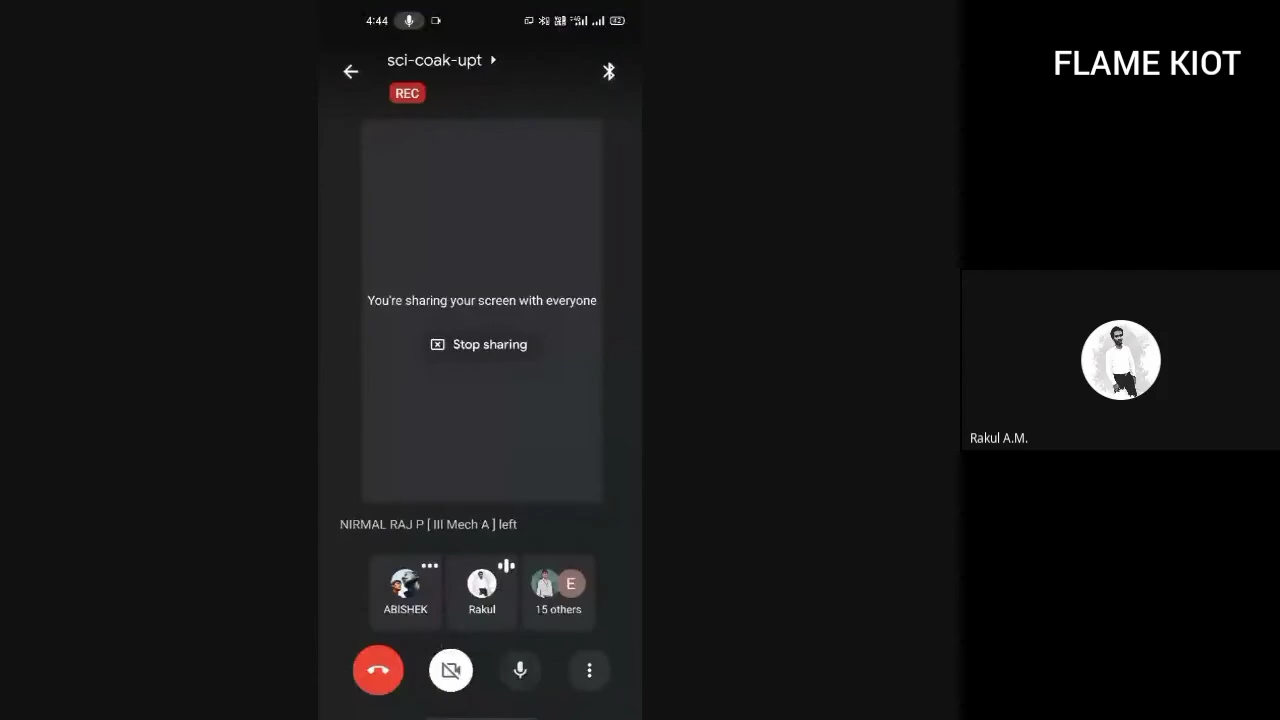 4:44
42
sci-coak-upt
REC
FLAME KIOT
You're sharing your screen with everyone
Stop sharing
Rakul A.M.
NIRMAL RAJ P [ III Mech A ] left
E
ABISHEK
Rakul
15 others